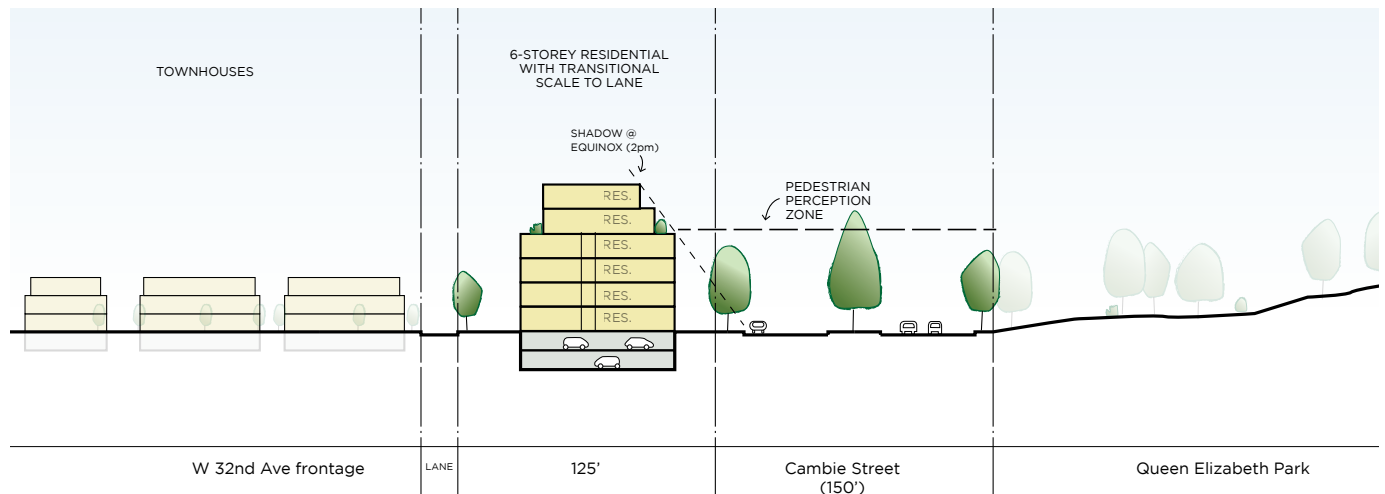 TOWNHOUSES
6-STOREY RESIDENTIAL
WITH TRANSITIONAL
SCALE TO LANE
SHADOW @
EQUINOX (2pm)
PEDESTRIAN
PERCEPTION
ZONE
RES.
RES.
RES.
RES.
RES.
RES.
W 32nd Ave frontage
LANE
125'
Cambie Street
(150')
Queen Elizabeth Park